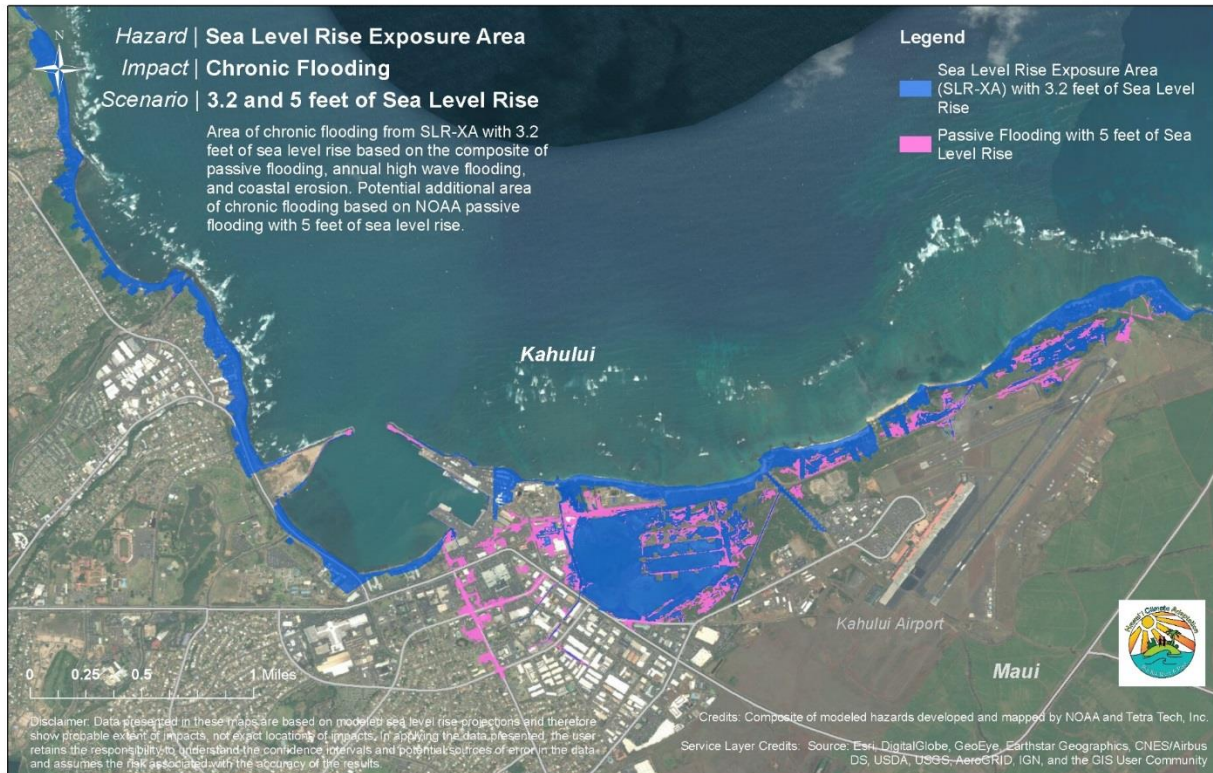 N
Hazard | Sea Level Rise Exposure Area
Impact | Chronic Flooding
Scenario | 3.2 and 5 feet of Sea Level Rise
Area of chronic flooding from SLR-XA with 3.2
feet of sea level rise based on the composite of
passive flooding, annual high wave flooding,
and coastal erosion. Potential additional area
of chronic flooding based on NOAA passive
flooding with 5 feet of sea level rise.
Legend
Sea Level Rise Exposure Area
(SLR-XA) with 3.2 feet of Sea Level
Rise
Passive Flooding with 5 feet of Sea
Level Rise
Kahului
Kahului Airport
Maui
Hawai'i Climate Adaptation
0 0.25 0.5 1 Miles
Disclaimer: Data presented in these maps are based on modeled sea level rise projections and therefore
show probable extent of impacts, not exact locations of impacts. In applying the data presented, the user
retains the responsibility to understand the confidence intervals and potential sources of error in the data
and assumes the risk associated with the accuracy of the results.
Credits: Composite of modeled hazards developed and mapped by NOAA and Tetra Tech, Inc.
Service Layer Credits: Source: Esri, DigitalGlobe, GeoEye, Earthstar Geographics, CNES/Airbus
DS, USDA, USGS, AeroGRID, IGN, and the GIS User Community